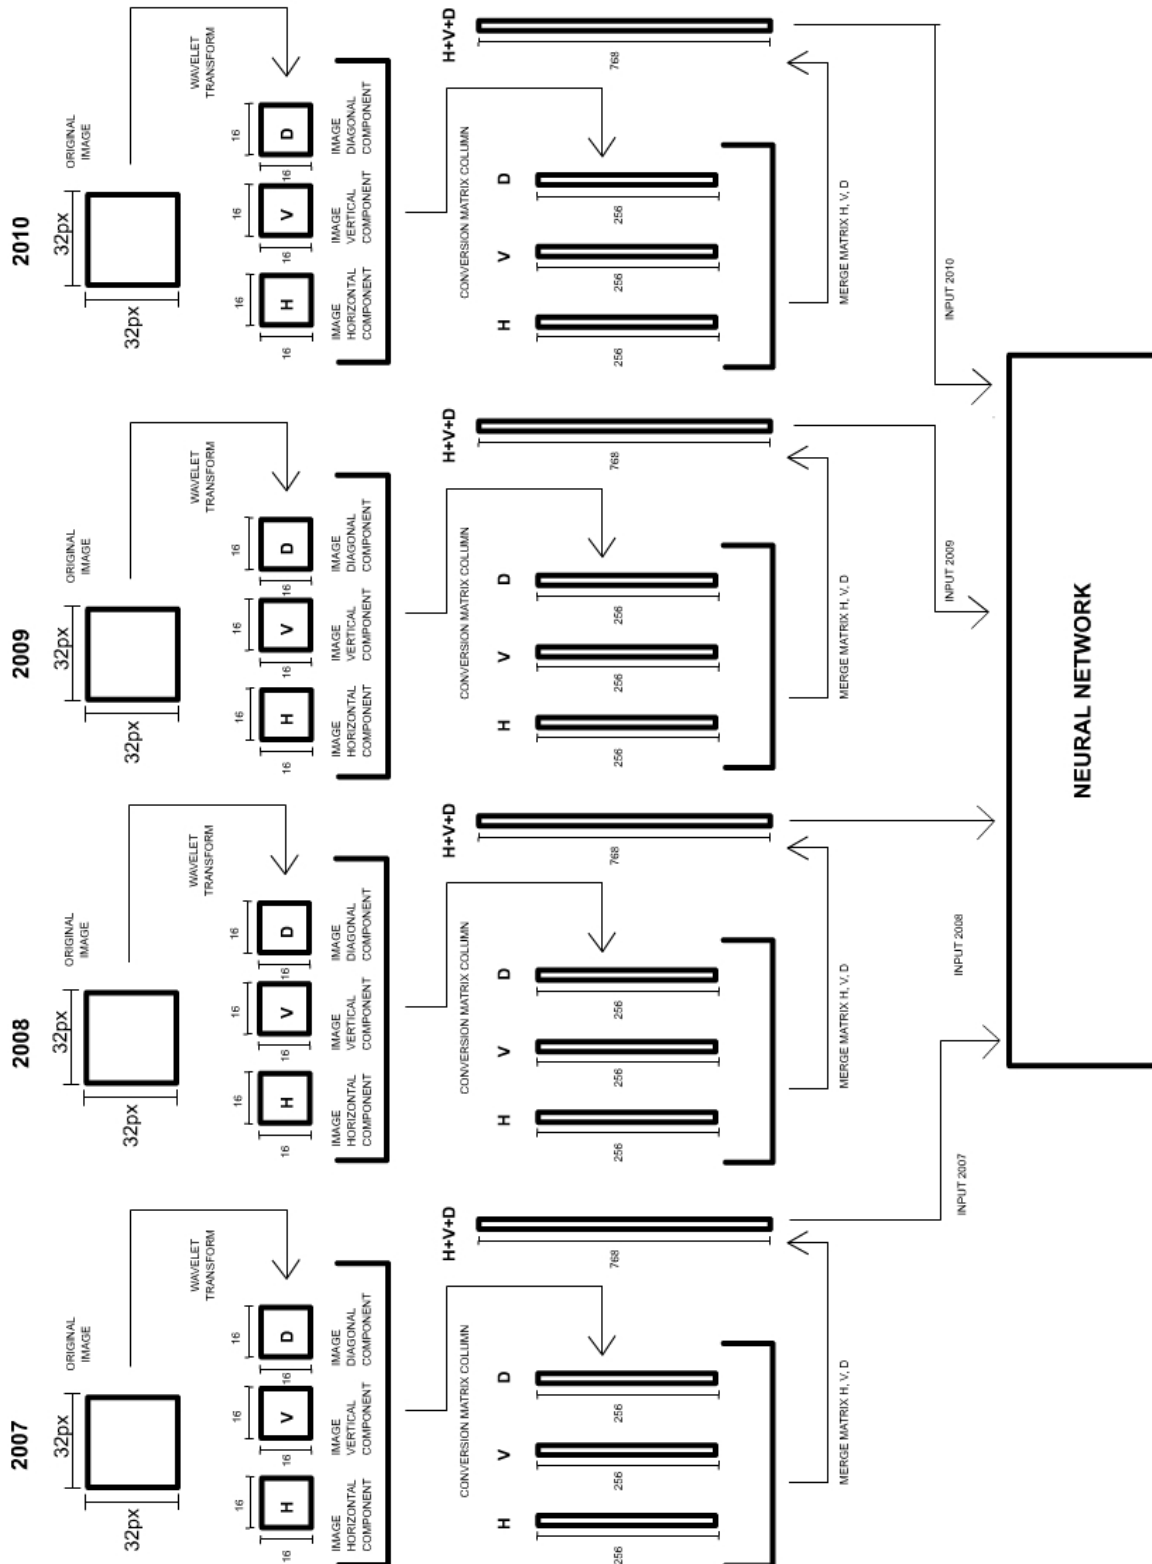 2007
32px
32px
ORIGINAL
IMAGE
WAVELET
TRANSFORM
16
16
H
16
16
V
16
16
D
IMAGE
HORIZONTAL
COMPONENT
IMAGE
VERTICAL
COMPONENT
IMAGE
DIAGONAL
COMPONENT
CONVERSION MATRIX COLUMN
H
V
D
256
256
256
H+V+D
768
MERGE MATRIX H, V, D
INPUT 2007
2008
32px
32px
ORIGINAL
IMAGE
WAVELET
TRANSFORM
16
16
H
16
16
V
16
16
D
IMAGE
HORIZONTAL
COMPONENT
IMAGE
VERTICAL
COMPONENT
IMAGE
DIAGONAL
COMPONENT
CONVERSION MATRIX COLUMN
H
V
D
256
256
256
H+V+D
768
MERGE MATRIX H, V, D
INPUT 2008
2009
32px
32px
ORIGINAL
IMAGE
WAVELET
TRANSFORM
16
16
H
16
16
V
16
16
D
IMAGE
HORIZONTAL
COMPONENT
IMAGE
VERTICAL
COMPONENT
IMAGE
DIAGONAL
COMPONENT
CONVERSION MATRIX COLUMN
H
V
D
256
256
256
H+V+D
768
MERGE MATRIX H, V, D
INPUT 2009
2010
32px
32px
ORIGINAL
IMAGE
WAVELET
TRANSFORM
16
16
H
16
16
V
16
16
D
IMAGE
HORIZONTAL
COMPONENT
IMAGE
VERTICAL
COMPONENT
IMAGE
DIAGONAL
COMPONENT
CONVERSION MATRIX COLUMN
H
V
D
256
256
256
H+V+D
768
MERGE MATRIX H, V, D
INPUT 2010
NEURAL NETWORK